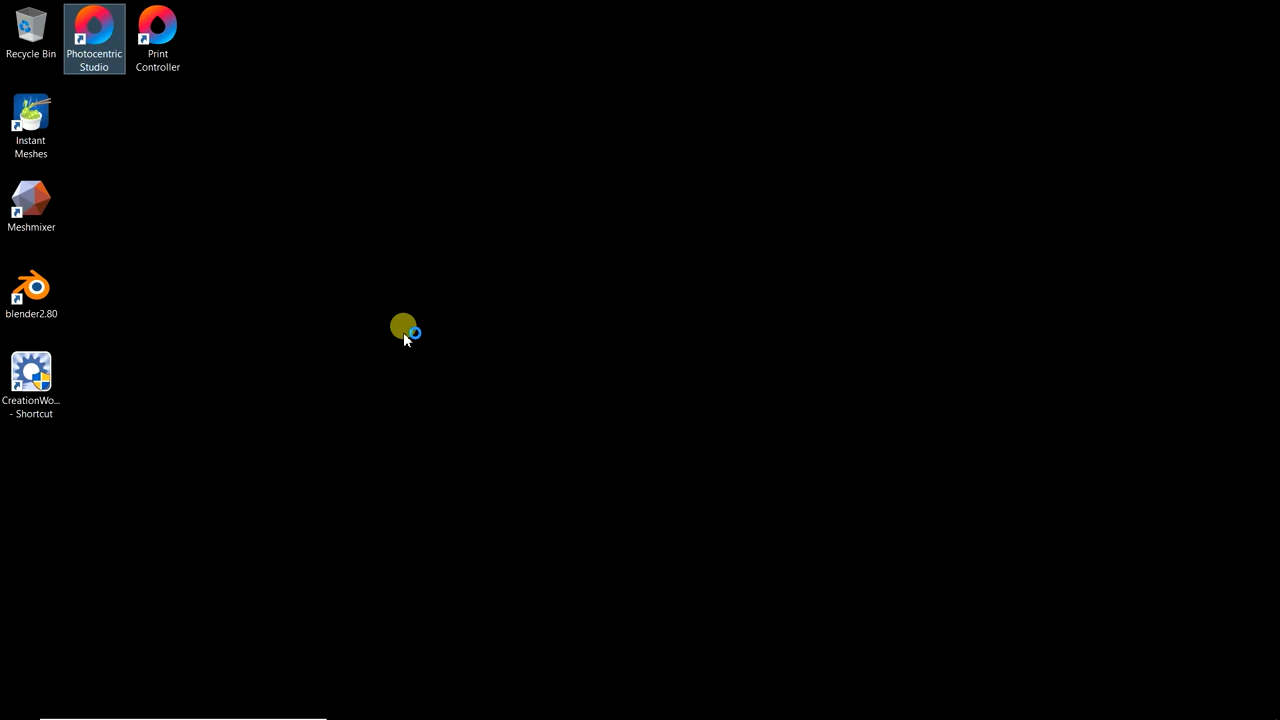 Recycle Bin
Photocentric
Studio
Print
Controller
Instant
Meshes
Meshmixer
blender2.80
CreationWo...
- Shortcut